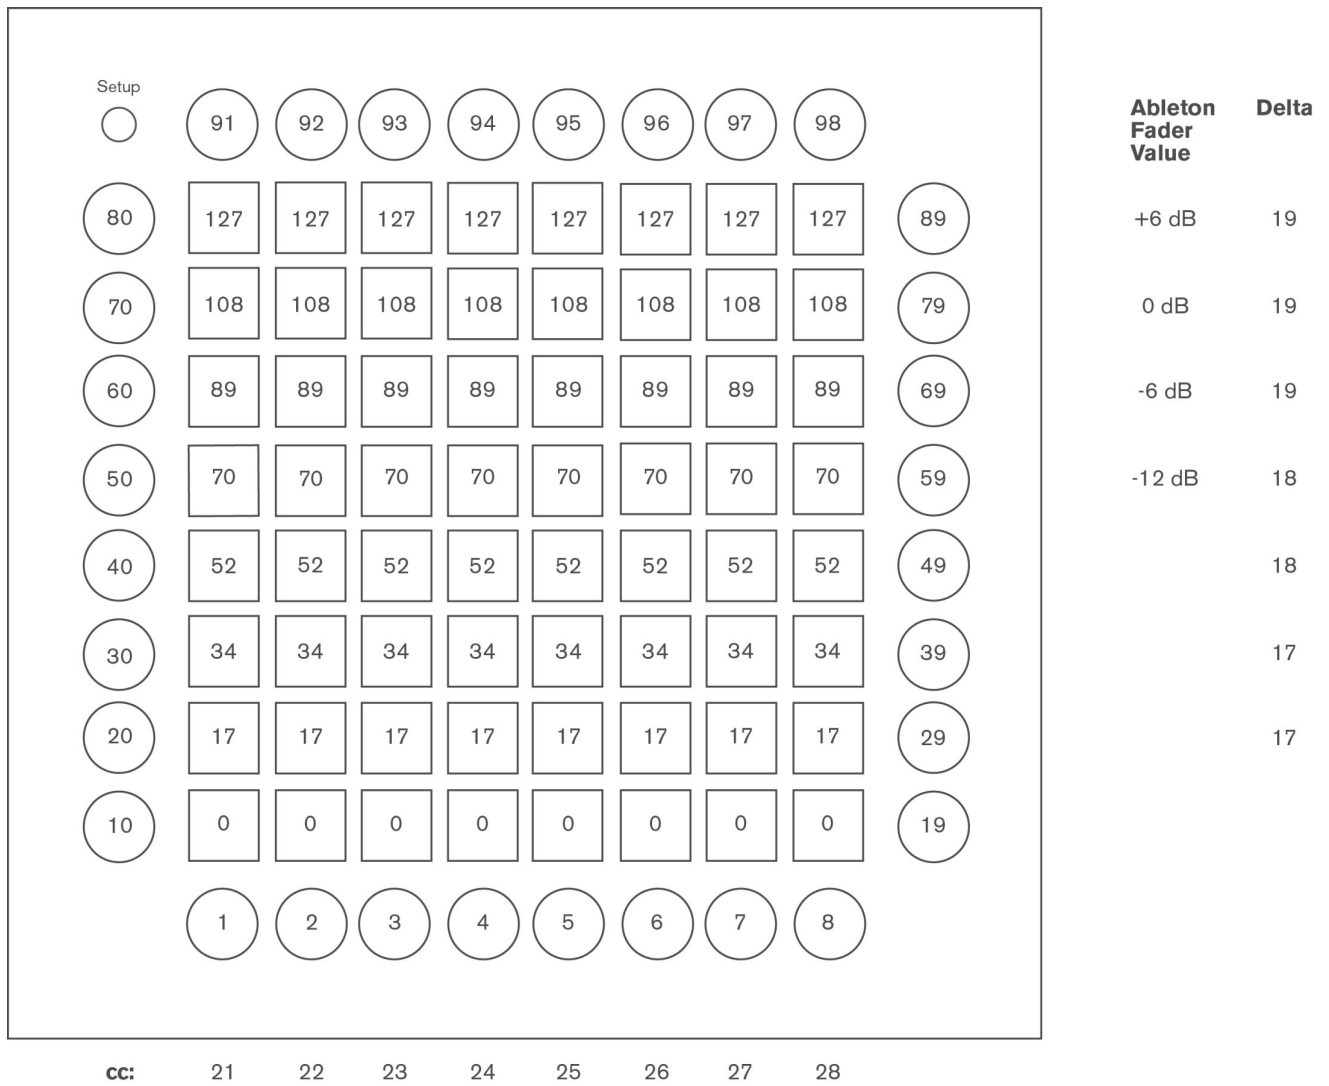 Setup
91 92 93 94 95 96 97 98
Ableton Delta
Fader
Value
80 127 127 127 127 127 127 127 127 89 +6 dB 19
70 108 108 108 108 108 108 108 108 79 0 dB 19
60 89 89 89 89 89 89 89 89 69 -6 dB 19
50 70 70 70 70 70 70 70 70 59 -12 dB 18
40 52 52 52 52 52 52 52 52 49 18
30 34 34 34 34 34 34 34 34 39 17
20 17 17 17 17 17 17 17 17 29 17
10 0 0 0 0 0 0 0 0 19
1 2 3 4 5 6 7 8
cc: 21 22 23 24 25 26 27 28